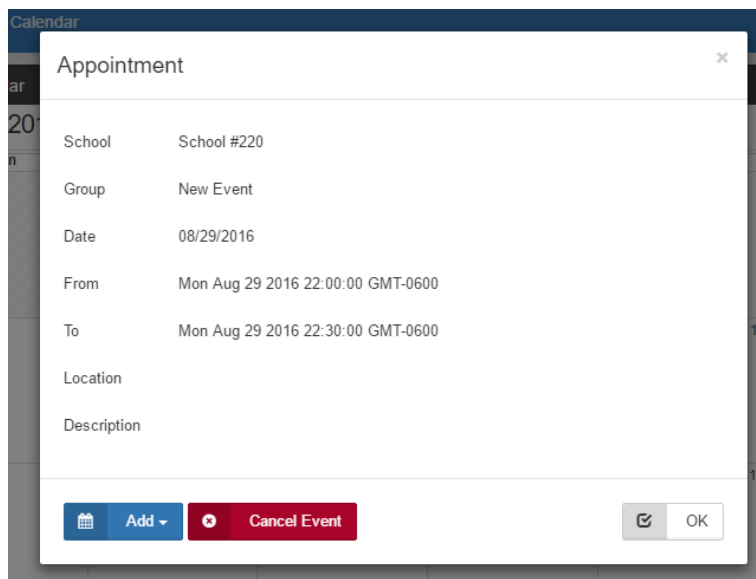 Calendar
Appointment ×
ar
201
n
School School #220
Group New Event
Date 08/29/2016
From Mon Aug 29 2016 22:00:00 GMT-0600
To Mon Aug 29 2016 22:30:00 GMT-0600
Location
Description
Add
Cancel Event
OK